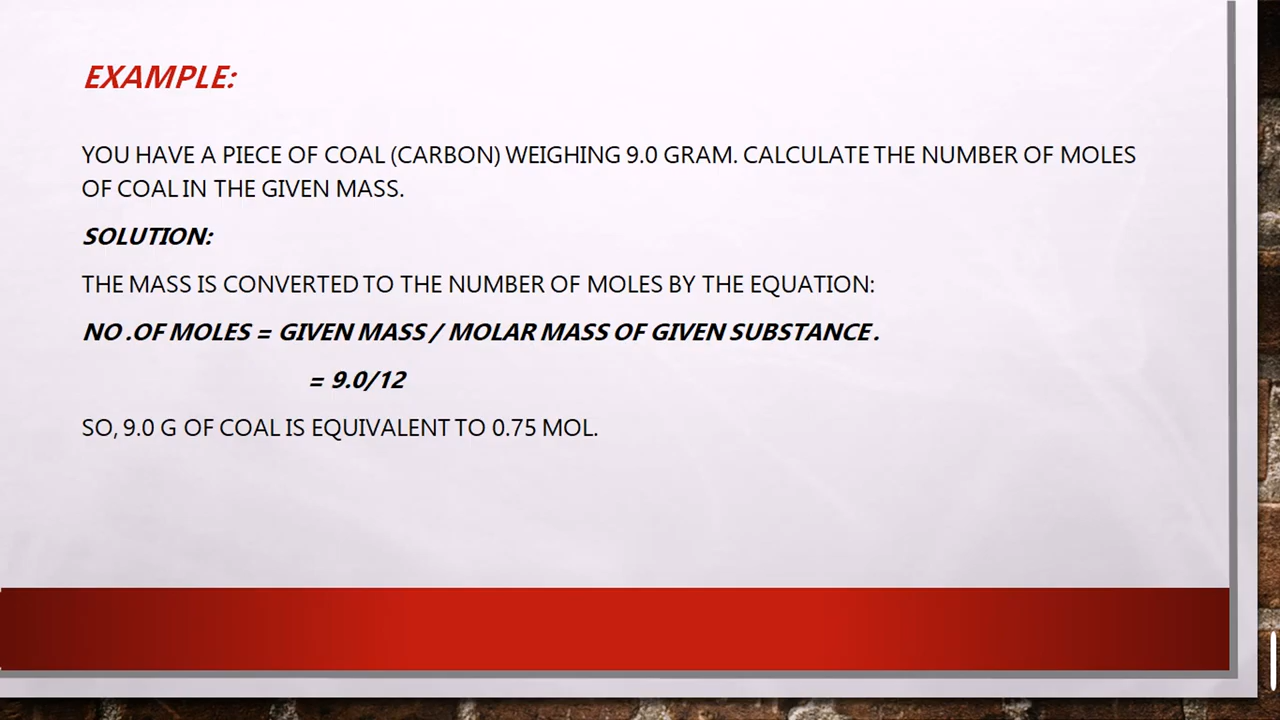 EXAMPLE:
YOU HAVE A PIECE OF COAL (CARBON) WEIGHING 9.0 GRAM. CALCULATE THE NUMBER OF MOLES
OF COAL IN THE GIVEN MASS.
SOLUTION:
THE MASS IS CONVERTED TO THE NUMBER OF MOLES BY THE EQUATION:
NO .OF MOLES = GIVEN MASS / MOLAR MASS OF GIVEN SUBSTANCE .
= 9.0/12
SO, 9.0 G OF COAL IS EQUIVALENT TO 0.75 MOL.